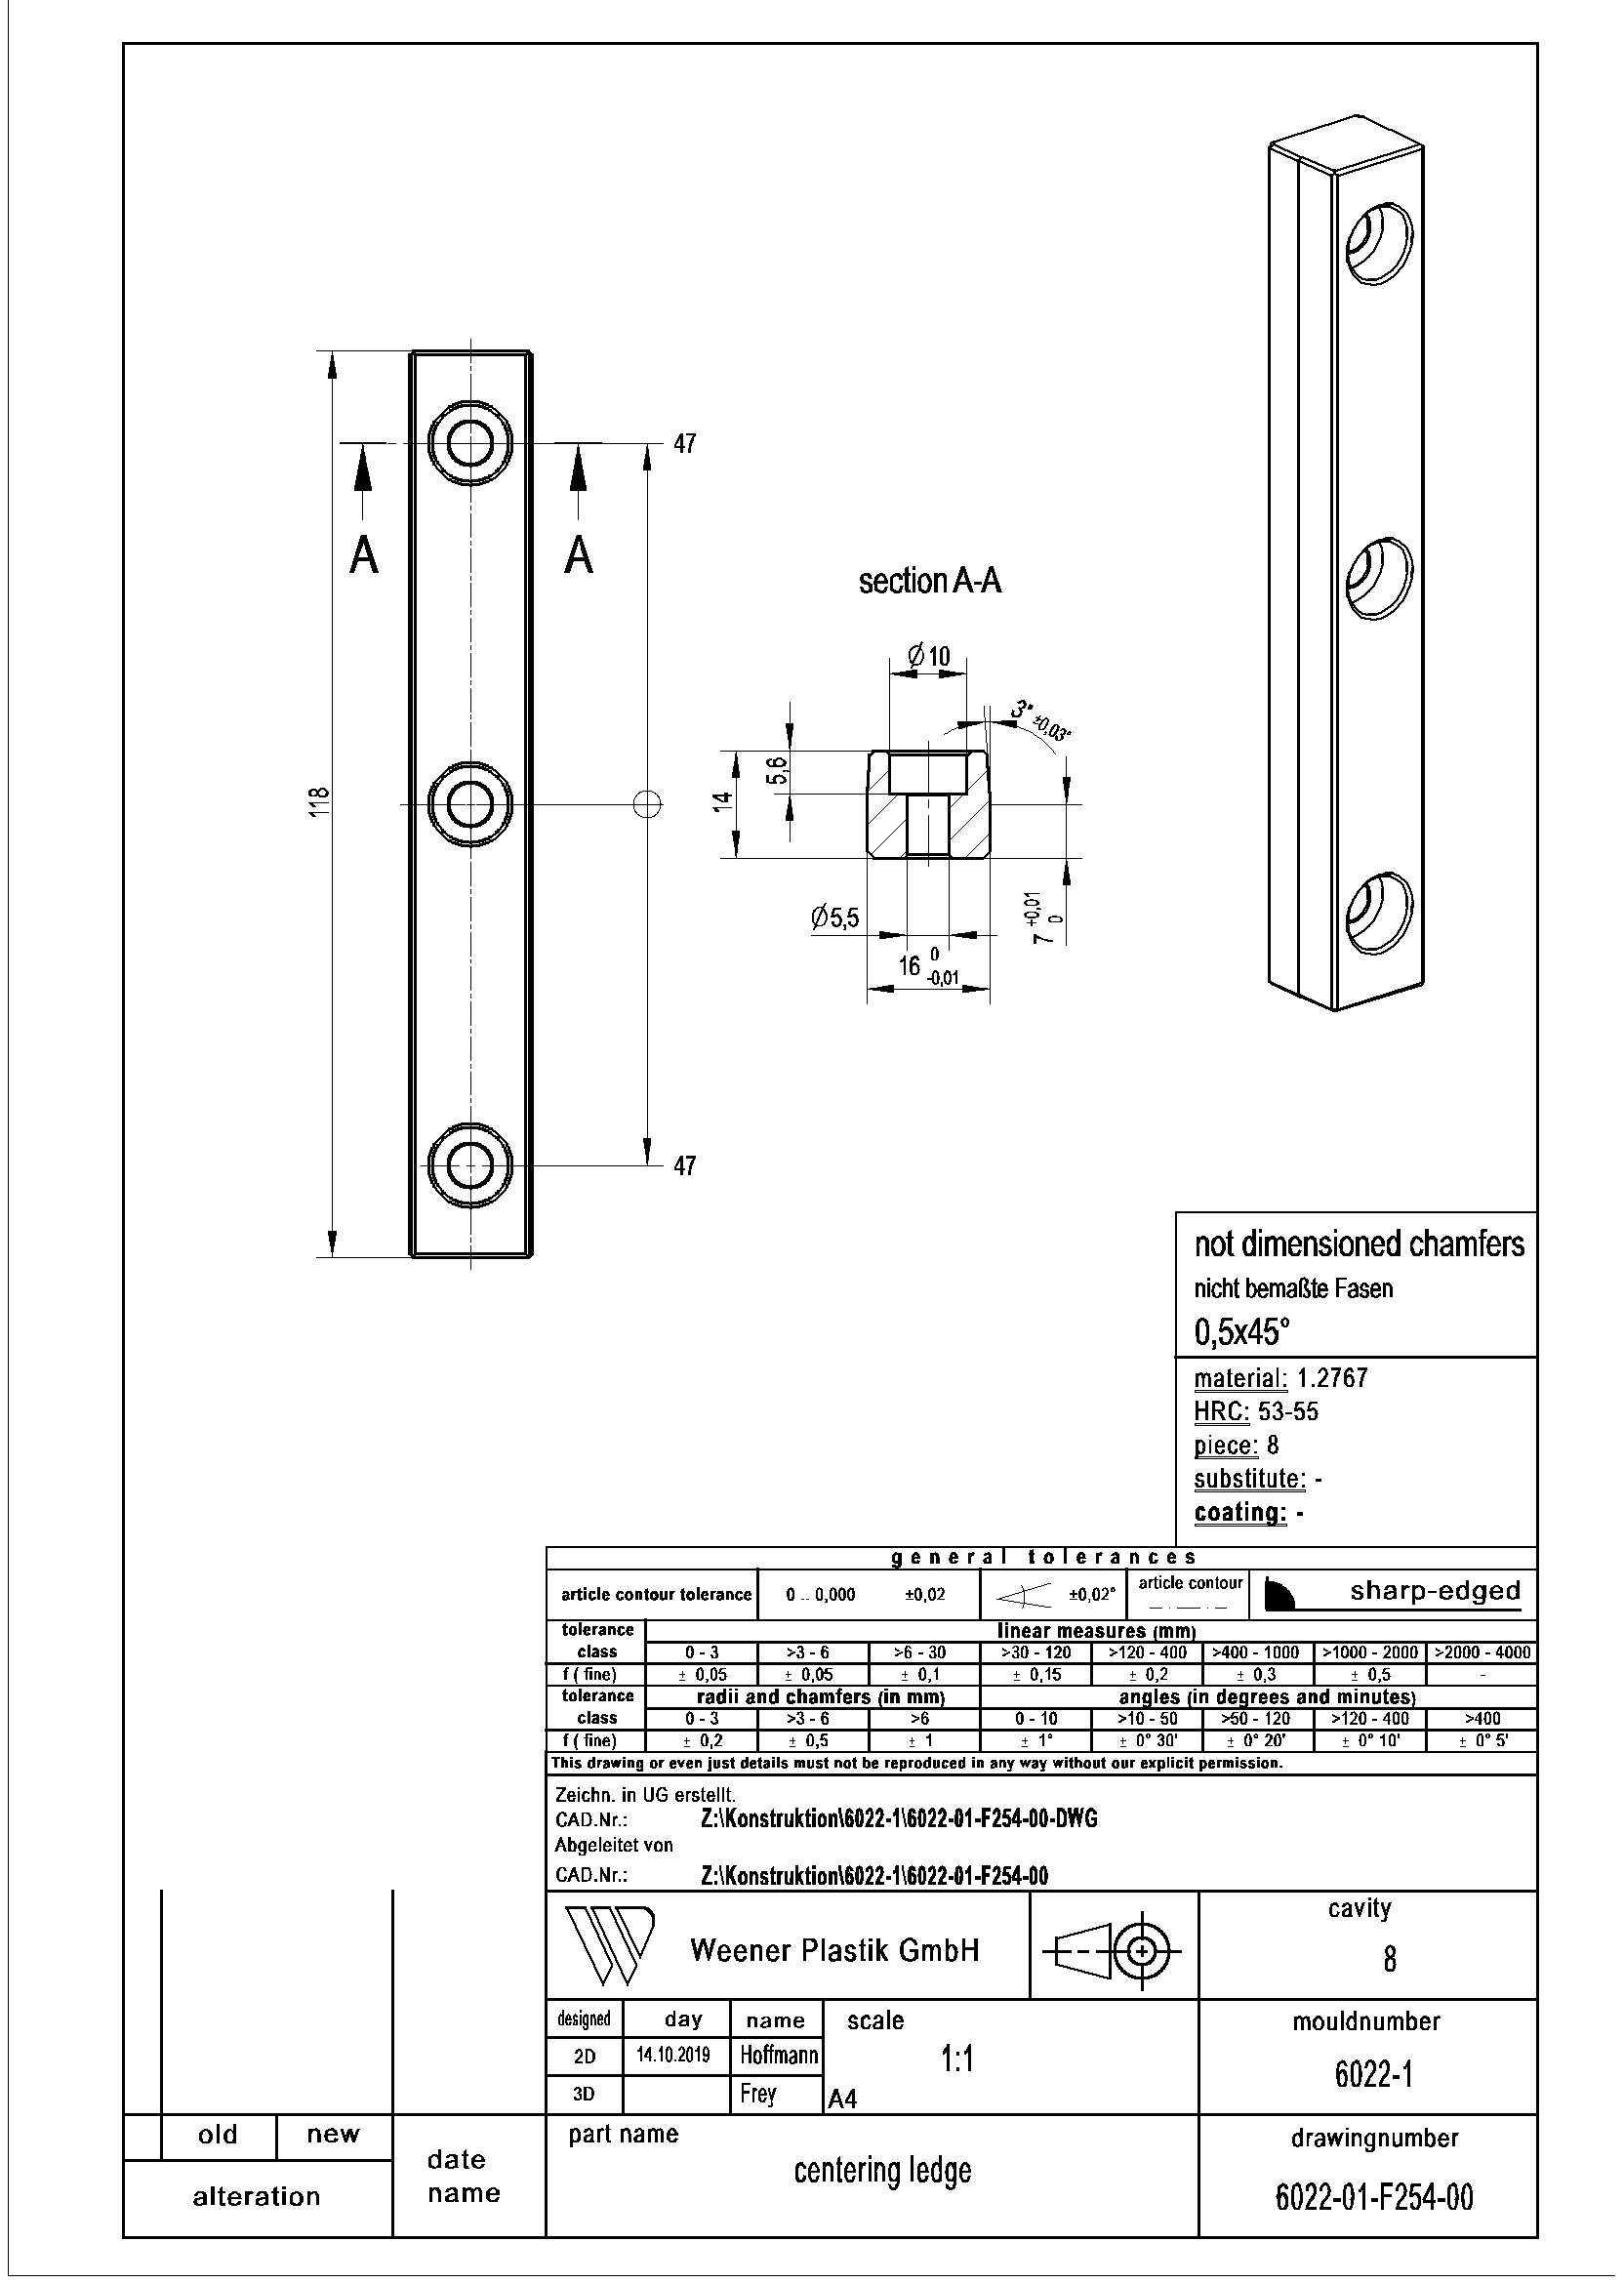 47
A A
118
47
section A-A
Ø10
3° ±0,03°
5,6
14
Ø5,5
7 +0,01 0
16 0 -0,01
not dimensioned chamfers
nicht bemaßte Fasen
0,5x45°
material: 1.2767
HRC: 53-55
piece: 8
substitute: -
coating: -
general tolerances
article contour tolerance 0 .. 0,000 ±0,02 ±0,02° article contour sharp-edged
tolerance linear measures (mm)
class 0 - 3 >3 - 6 >6 - 30 >30 - 120 >120 - 400 >400 - 1000 >1000 - 2000 >2000 - 4000
f ( fine) ± 0,05 ± 0,05 ± 0,1 ± 0,15 ± 0,2 ± 0,3 ± 0,5 -
tolerance radii and chamfers (in mm) angles (in degrees and minutes)
class 0 - 3 >3 - 6 >6 0 - 10 >10 - 50 >50 - 120 >120 - 400 >400
f ( fine) ± 0,2 ± 0,5 ± 1 ± 1° ± 0° 30' ± 0° 20' ± 0° 10' ± 0° 5'
This drawing or even just details must not be reproduced in any way without our explicit permission.
Zeichn. in UG erstellt.
CAD.Nr.: Z:\Konstruktion\6022-1\6022-01-F254-00-DWG
Abgeleitet von
CAD.Nr.: Z:\Konstruktion\6022-1\6022-01-F254-00
Weener Plastik GmbH
cavity
8
designed day name scale
2D 14.10.2019 Hoffmann 1:1
3D Frey A4
mouldnumber
6022-1
old new
alteration
date
name
part name
centering ledge
drawingnumber
6022-01-F254-00